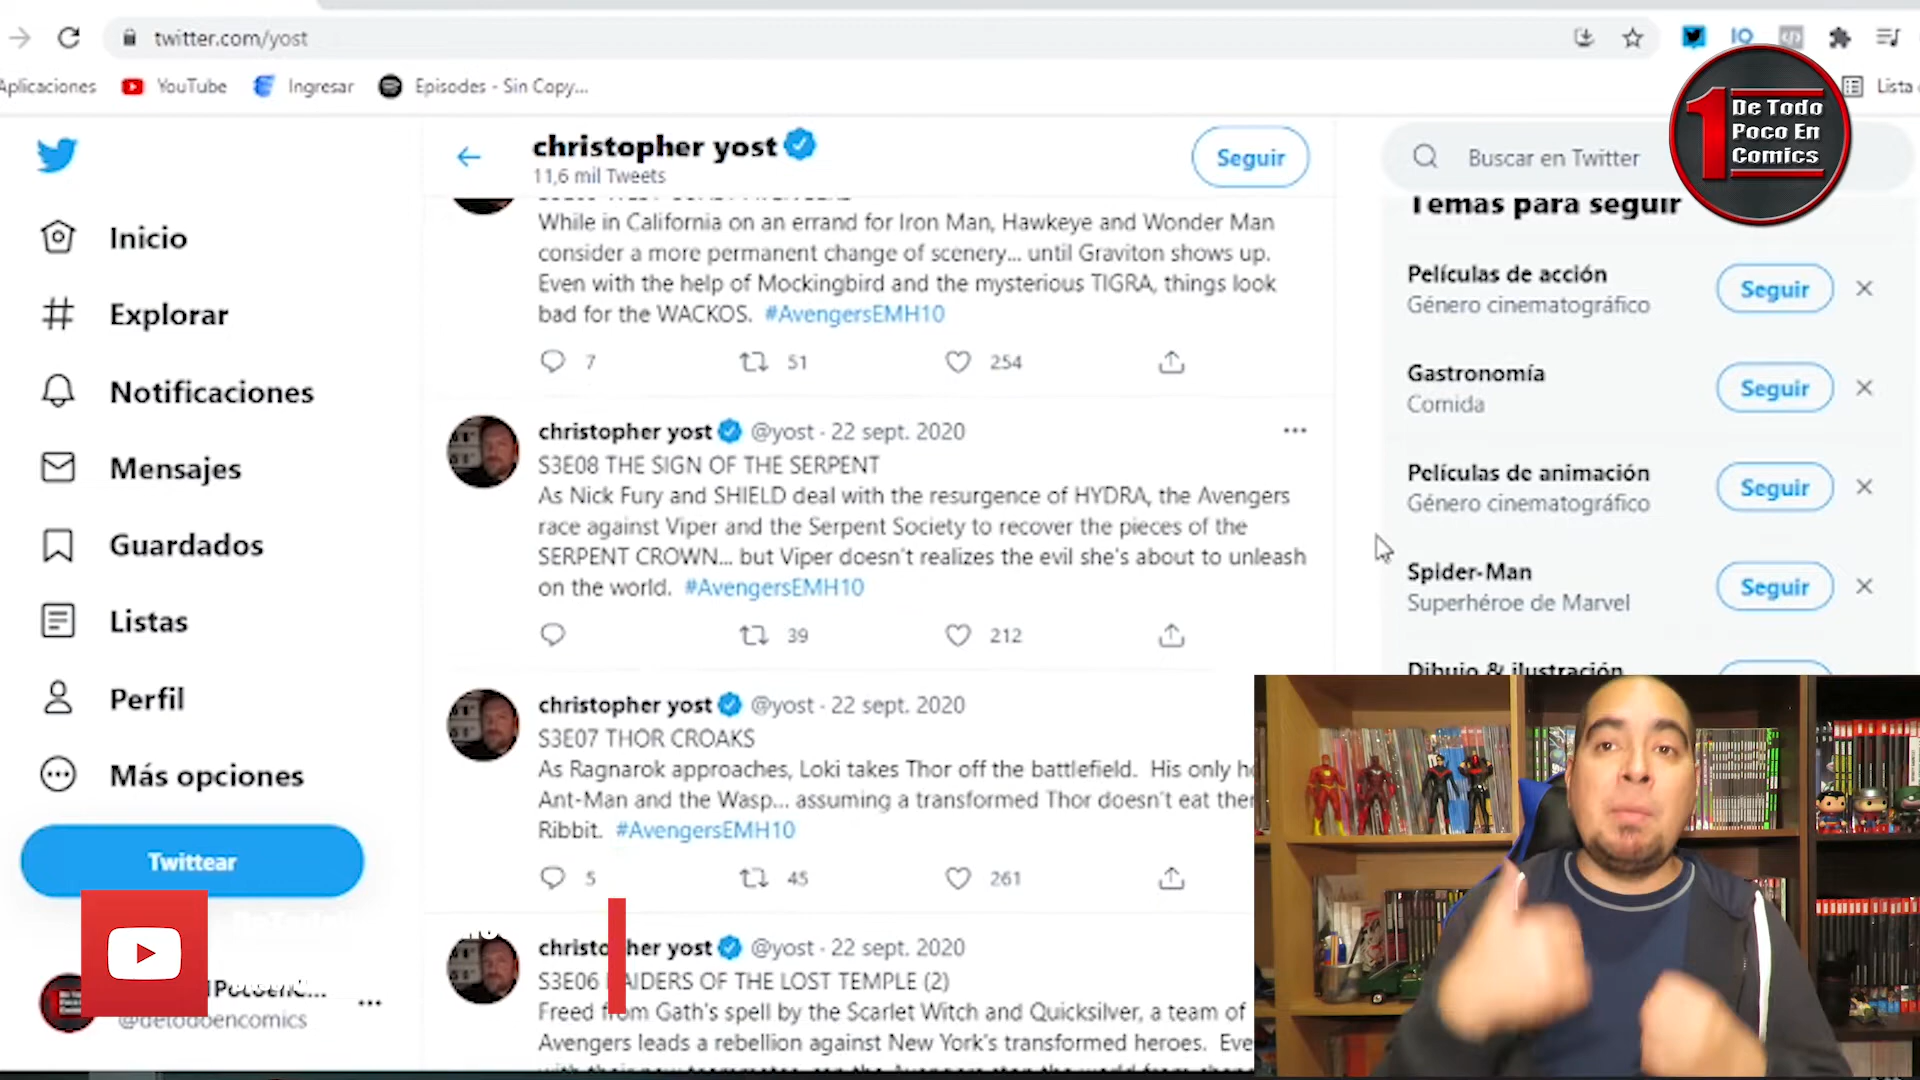 twitter.com/yost
Aplicaciones
YouTube
Ingresar
Episodes - Sin Copy...
Lista
1 De Todo
Poco En
Comics
christopher yost
11,6 mil Tweets
Seguir
Buscar en Twitter
Inicio
Explorar
Notificaciones
Mensajes
Guardados
Listas
Perfil
Más opciones
Twittear
@detodoencomics
While in California on an errand for Iron Man, Hawkeye and Wonder Man
consider a more permanent change of scenery... until Graviton shows up.
Even with the help of Mockingbird and the mysterious TIGRA, things look
bad for the WACKOS. #AvengersEMH10
7 51 254
christopher yost @yost · 22 sept. 2020
S3E08 THE SIGN OF THE SERPENT
As Nick Fury and SHIELD deal with the resurgence of HYDRA, the Avengers
race against Viper and the Serpent Society to recover the pieces of the
SERPENT CROWN... but Viper doesn't realizes the evil she's about to unleash
on the world. #AvengersEMH10
39 212
christopher yost @yost · 22 sept. 2020
S3E07 THOR CROAKS
As Ragnarok approaches, Loki takes Thor off the battlefield. His only
Ant-Man and the Wasp... assuming a transformed Thor doesn't eat
Ribbit. #AvengersEMH10
5 45 261
christopher yost @yost · 22 sept. 2020
S3E06 RAIDERS OF THE LOST TEMPLE (2)
Freed from Gath's spell by the Scarlet Witch and Quicksilver, a team of
Avengers leads a rebellion against New York's transformed heroes.
Temas para seguir
Películas de acción
Género cinematográfico
Seguir
Gastronomía
Comida
Seguir
Películas de animación
Género cinematográfico
Seguir
Spider-Man
Superhéroe de Marvel
Seguir
Dibujo & ilustración